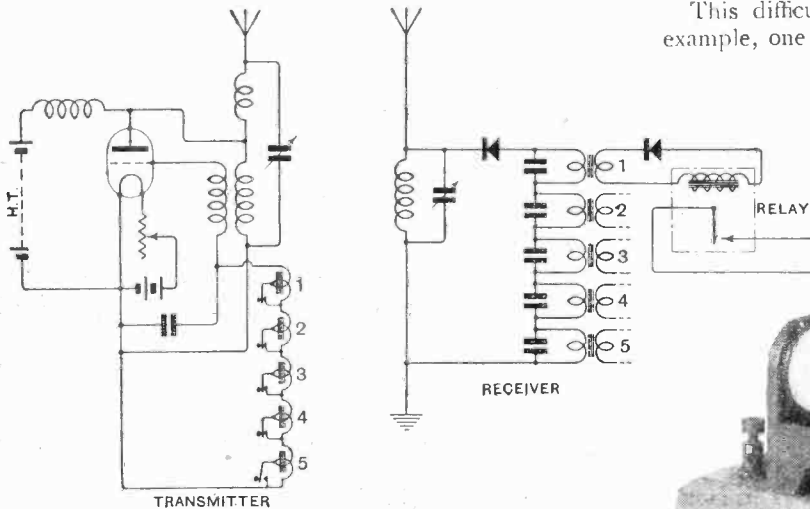 This difficu
example, one
H.T.
1
2
3
4
5
TRANSMITTER
1
2
3
4
5
RELAY
RECEIVER